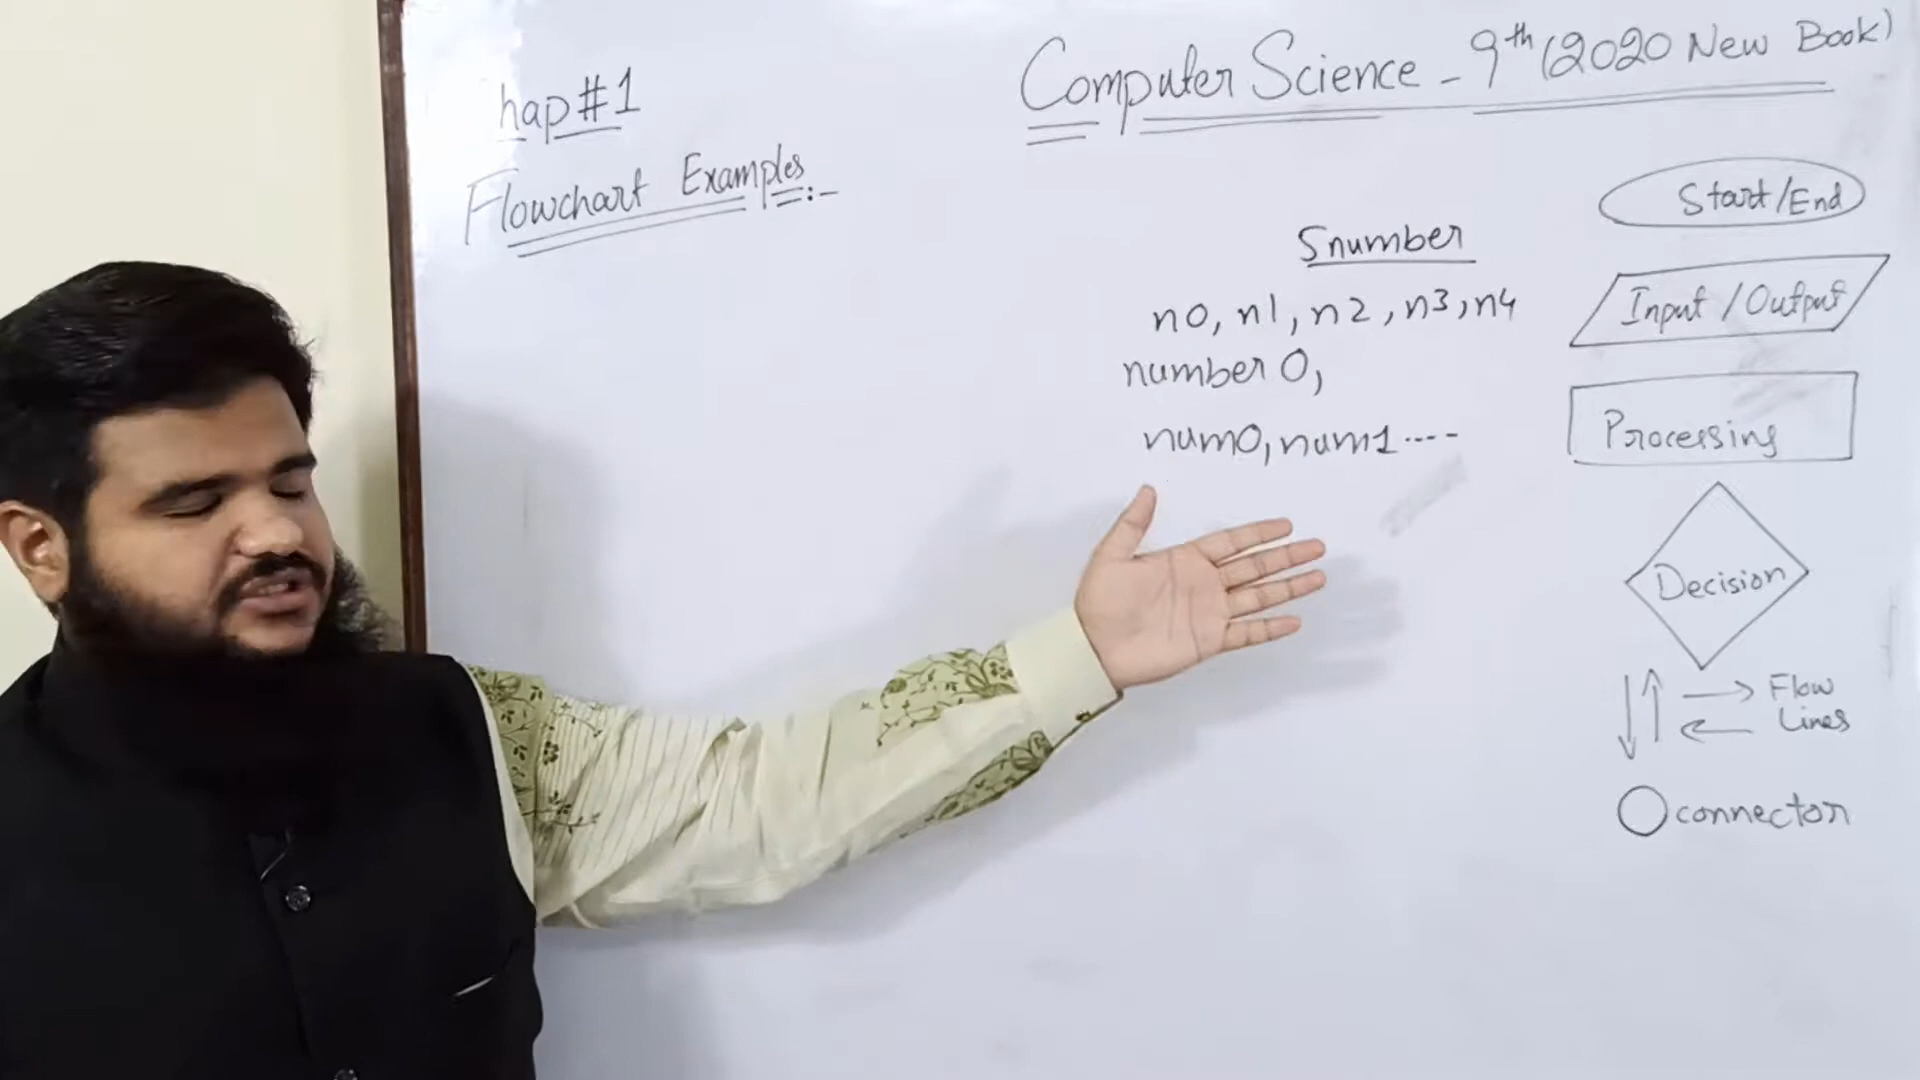 hap#1
Computer Science - 9th (2020 New Book)
Flowchart Examples:-
5number
n0, n1, n2, n3, n4
number 0,
num0, num1 ----
Start/End
Input/Output
Processing
Decision
Flow
Lines
connector